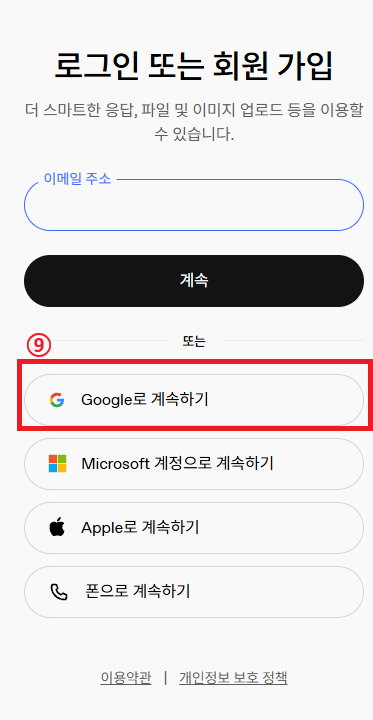 로그인 또는 회원 가입
더 스마트한 응답, 파일 및 이미지 업로드 등을 이용할
수 있습니다.
이메일 주소
계속
⑨
또는
Google로 계속하기
Microsoft 계정으로 계속하기
Apple로 계속하기
폰으로 계속하기
이용약관 | 개인정보 보호 정책